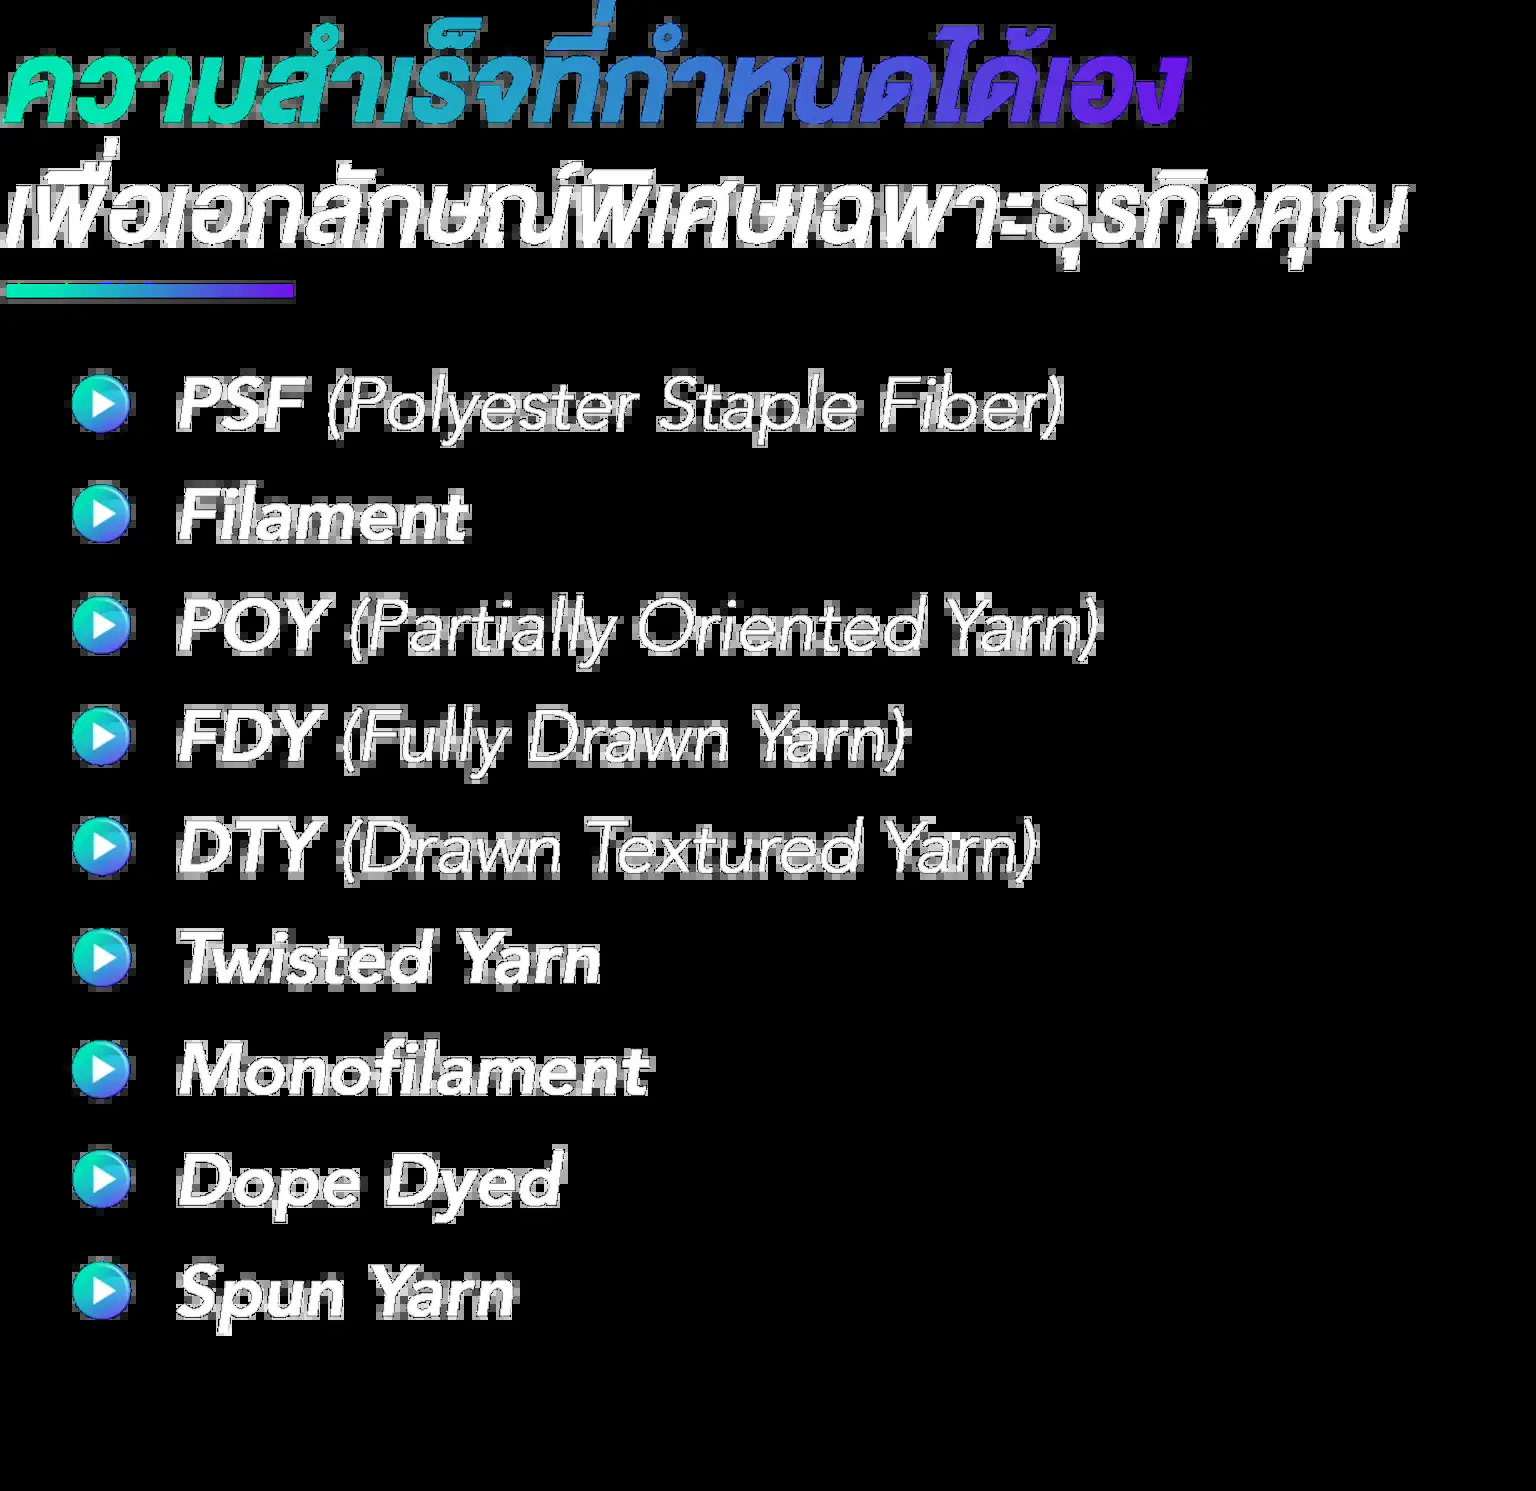 ความสำเร็จที่กำหนดได้เอง
เพื่อเอกลักษณ์พิเศษเฉพาะธุรกิจคุณ
PSF (Polyester Staple Fiber)
Filament
POY (Partially Oriented Yarn)
FDY (Fully Drawn Yarn)
DTY (Drawn Textured Yarn)
Twisted Yarn
Monofilament
Dope Dyed
Spun Yarn